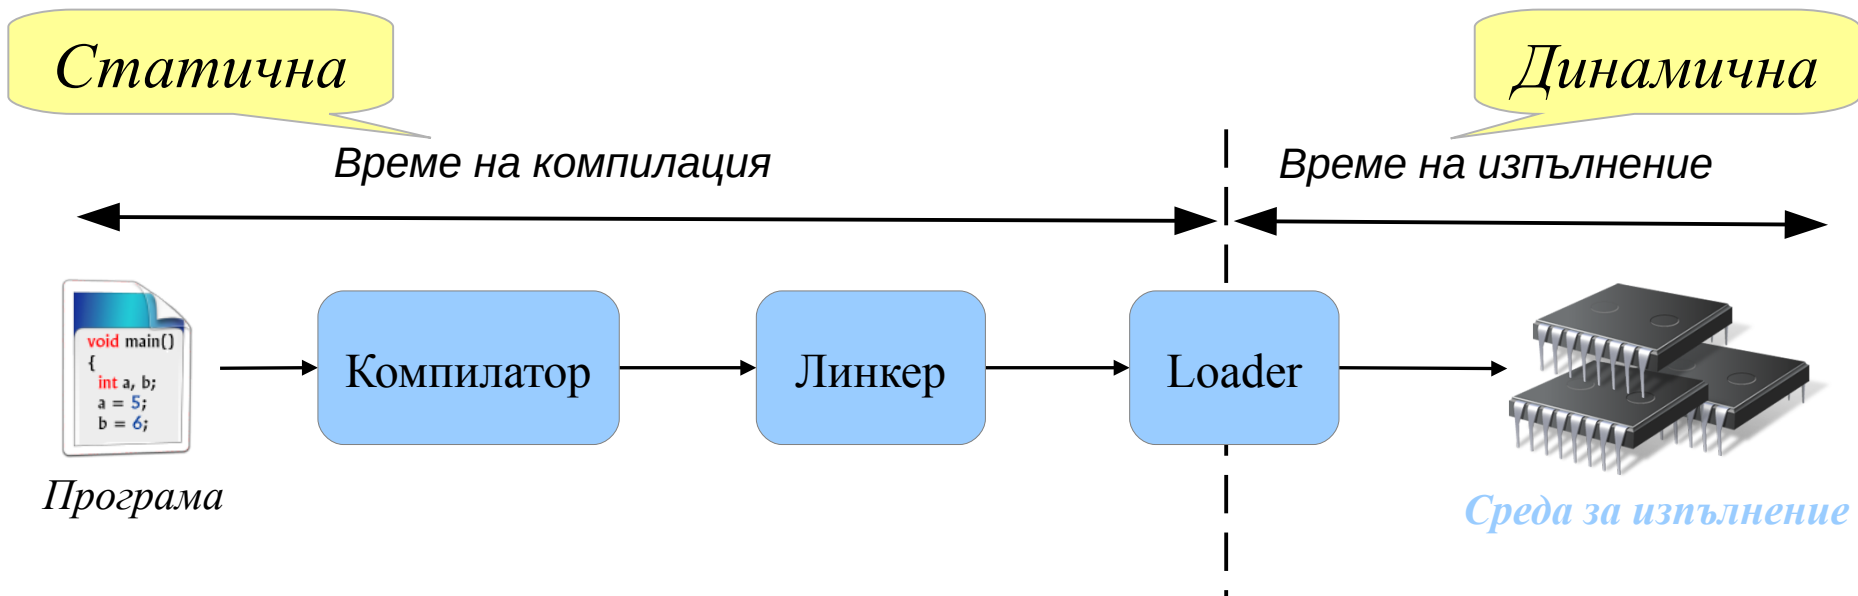 Статична
Динамична
Време на компилация
Време на изпълнение
void main()
{
int a, b;
a = 5;
b = 6;
Компилатор
Линкер
Loader
Програма
Среда за изпълнение